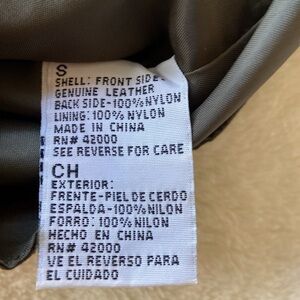 S
SHELL: FRONT SIDE-
GENUINE LEATHER
BACK SIDE-100%NYLON
LINING: 100% NYLON
MADE IN CHINA
RN# 42000
SEE REVERSE FOR CARE
CH
EXTERIOR:
FRENTE-PIEL DE CERDO
ESPALDA-100%NILON
FORRO: 100% NILON
HECHO EN CHINA
RN# 42000
VE EL REVERSO PARA
EL CUIDADO